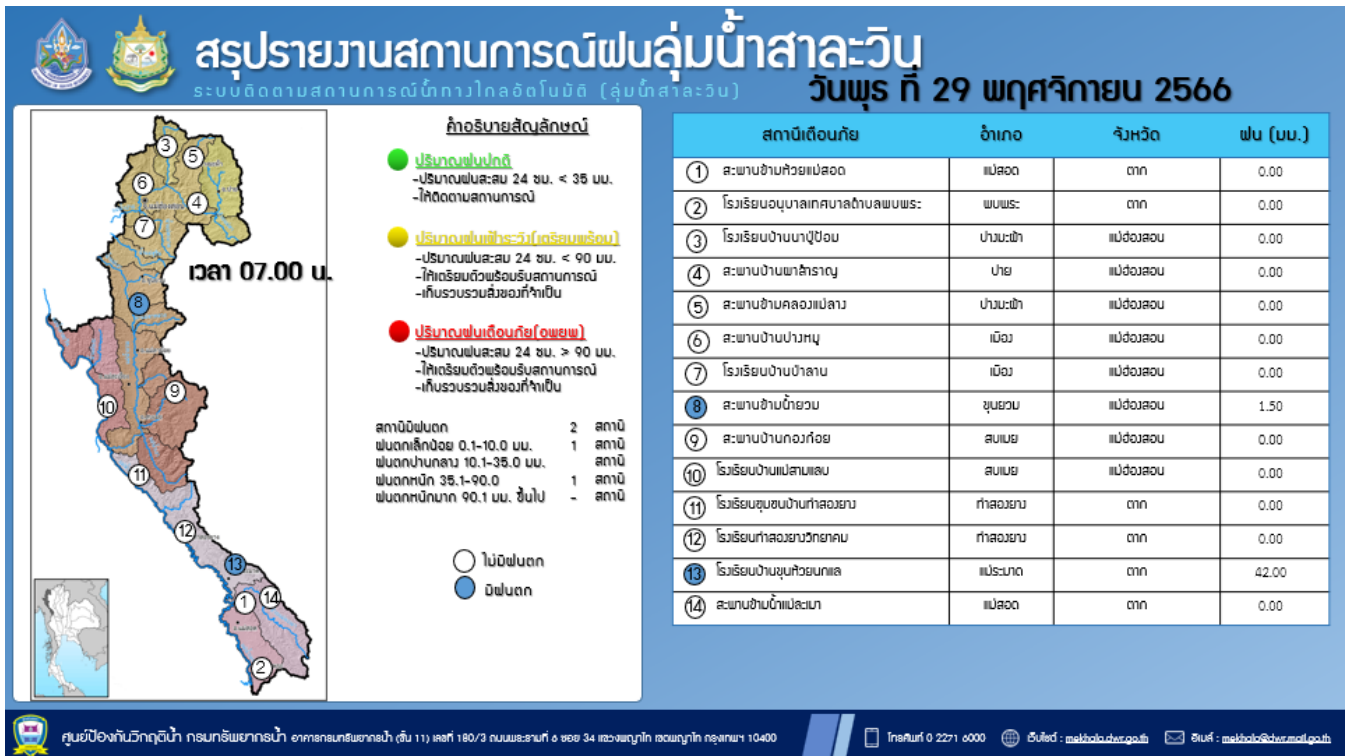 สรุปรายงานสถานการณ์ฝนลุ่มน้ำสาละวิน
ระบบติดตามสถานการณ์น้ำทางไกลอัตโนมัติ (ลุ่มน้ำสาละวิน)
วันพุธ ที่ 29 พฤศจิกายน 2566
เวลา 07.00 น.
3
5
6
4
7
8
9
10
11
12
13
1
14
2
คำอธิบายสัญลักษณ์
ปริมาณฝนปกติ
-ปริมาณฝนสะสม 24 ชม. < 35 มม.
-ให้ติดตามสถานการณ์
ปริมาณฝนเฝ้าระวัง(เตรียมพร้อม)
-ปริมาณฝนสะสม 24 ชม. < 90 มม.
-ให้เตรียมตัวพร้อมรับสถานการณ์
-เก็บรวบรวมสิ่งของที่จำเป็น
ปริมาณฝนเตือนภัย(อพยพ)
-ปริมาณฝนสะสม 24 ชม. > 90 มม.
-ให้เตรียมตัวพร้อมรับสถานการณ์
-เก็บรวบรวมสิ่งของที่จำเป็น
สถานีมีฝนตก 2 สถานี
ฝนตกเล็กน้อย 0.1-10.0 มม. 1 สถานี
ฝนตกปานกลาง 10.1-35.0 มม. สถานี
ฝนตกหนัก 35.1-90.0 1 สถานี
ฝนตกหนักมาก 90.1 มม. ขึ้นไป - สถานี
ไม่มีฝนตก
มีฝนตก
สถานีเตือนภัย อำเภอ จังหวัด ฝน (มม.)
1 สะพานข้ามห้วยแม่สอด แม่สอด ตาก 0.00
2 โรงเรียนอนุบาลเทศบาลตำบลพบพระ พบพระ ตาก 0.00
3 โรงเรียนบ้านนาปู่ป้อม ปางมะผ้า แม่ฮ่องสอน 0.00
4 สะพานบ้านผาสำราญ ปาย แม่ฮ่องสอน 0.00
5 สะพานข้ามคลองแม่ลาง ปางมะผ้า แม่ฮ่องสอน 0.00
6 สะพานบ้านปางหมู เมือง แม่ฮ่องสอน 0.00
7 โรงเรียนบ้านป่าลาน เมือง แม่ฮ่องสอน 0.00
8 สะพานข้ามน้ำยวม ขุนยวม แม่ฮ่องสอน 1.50
9 สะพานบ้านกองก๋อย สบเมย แม่ฮ่องสอน 0.00
10 โรงเรียนบ้านแม่สามแลบ สบเมย แม่ฮ่องสอน 0.00
11 โรงเรียนชุมชนบ้านท่าสองยาง ท่าสองยาง ตาก 0.00
12 โรงเรียนท่าสองยางวิทยาคม ท่าสองยาง ตาก 0.00
13 โรงเรียนบ้านขุนห้วยนกแล แม่ระมาด ตาก 42.00
14 สะพานข้ามน้ำแม่ละเมา แม่สอด ตาก 0.00
ศูนย์ป้องกันวิกฤติน้ำ กรมทรัพยากรน้ำ อาคารกรมทรัพยากรน้ำ (ชั้น 11) เลขที่ 180/3 ถนนพระรามที่ 6 ซอย 34 แขวงพญาไท เขตพญาไท กรุงเทพฯ 10400
โทรศัพท์ 0 2271 6000 เว็บไซต์ : mekhala.dwr.go.th อีเมล์ : mekhala@dwr.mail.go.th